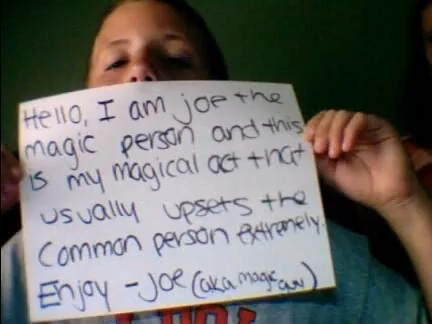 Hello, I am joe the
magic person and this
is my magical act that
usually upsets the
common person extremely.
Enjoy -Joe (aka magic